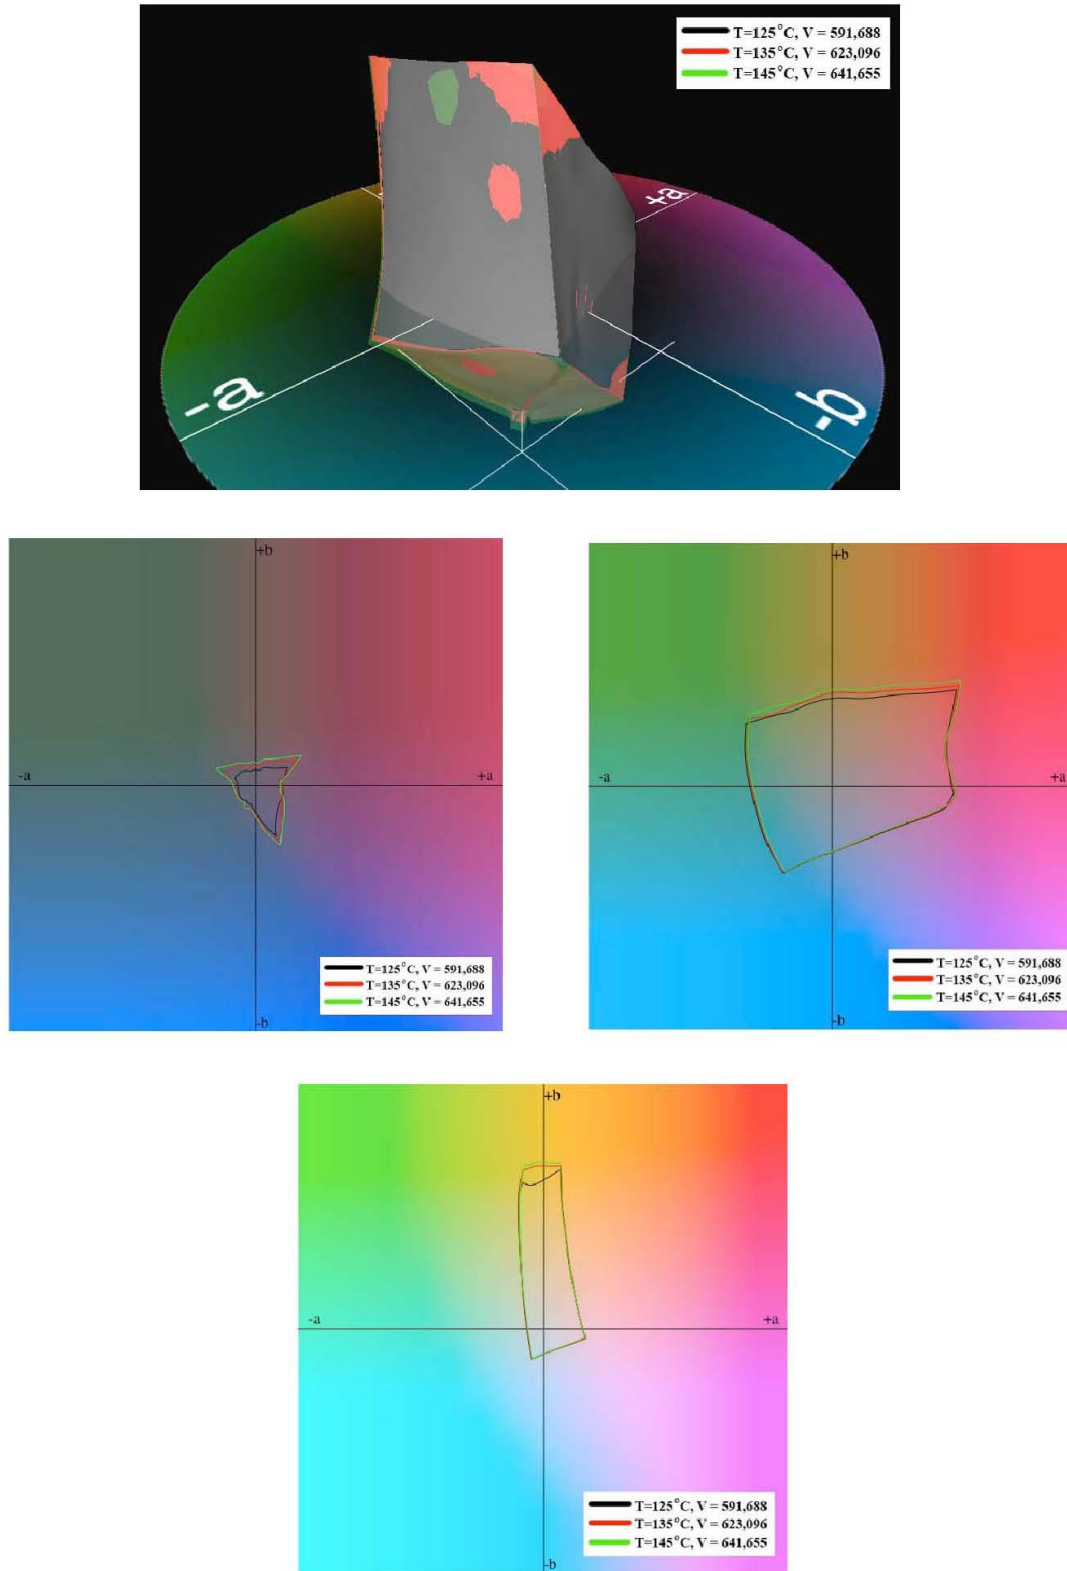 T=125°C, V = 591,688
T=135°C, V = 623,096
T=145°C, V = 641,655
+a
-a
-b
+b
-a
+a
T=125°C, V = 591,688
T=135°C, V = 623,096
T=145°C, V = 641,655
-b
+b
-a
+a
T=125°C, V = 591,688
T=135°C, V = 623,096
T=145°C, V = 641,655
-b
+b
-a
+a
T=125°C, V = 591,688
T=135°C, V = 623,096
T=145°C, V = 641,655
-b